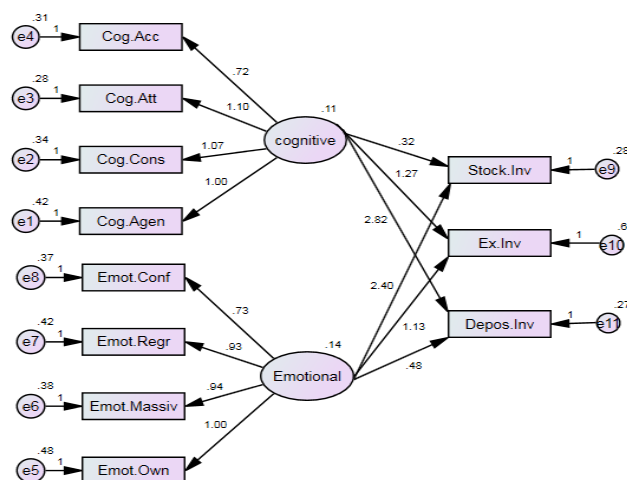 .31
e4 1 Cog.Acc
.72
.28
e3 1 Cog.Att
1.10
.11
cognitive
.34
e2 1 Cog.Cons
1.07
.32
.28
Stock.Inv 1 e9
1.27
.42
e1 1 Cog.Agen
1.00
2.82
.6
Ex.Inv 1 e10
.37
e8 1 Emot.Conf
2.40
.73
1.13
.27
Depos.Inv 1 e11
.42
e7 1 Emot.Regr
.93
.14
Emotional
.48
.38
e6 1 Emot.Massiv
.94
1.00
.48
e5 1 Emot.Own